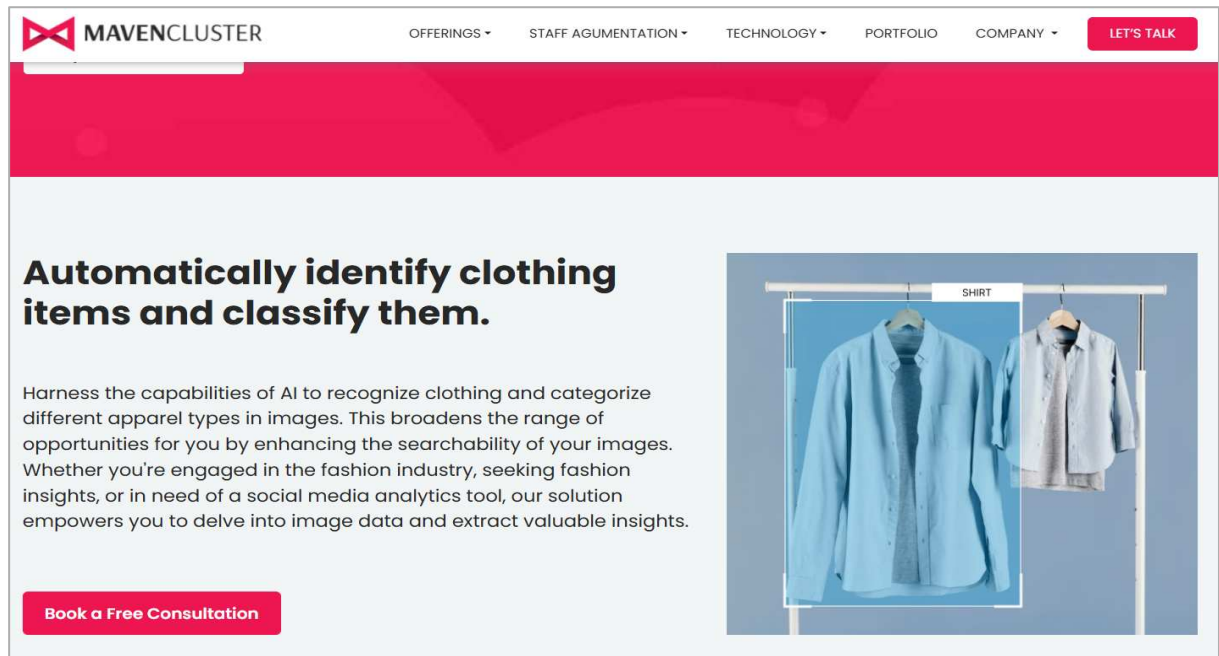 MAVENCLUSTER
OFFERINGS
STAFF AGUMENTATION
TECHNOLOGY
PORTFOLIO
COMPANY
LET'S TALK
Automatically identify clothing
items and classify them.
Harness the capabilities of AI to recognize clothing and categorize
different apparel types in images. This broadens the range of
opportunities for you by enhancing the searchability of your images.
Whether you're engaged in the fashion industry, seeking fashion
insights, or in need of a social media analytics tool, our solution
empowers you to delve into image data and extract valuable insights.
Book a Free Consultation
SHIRT